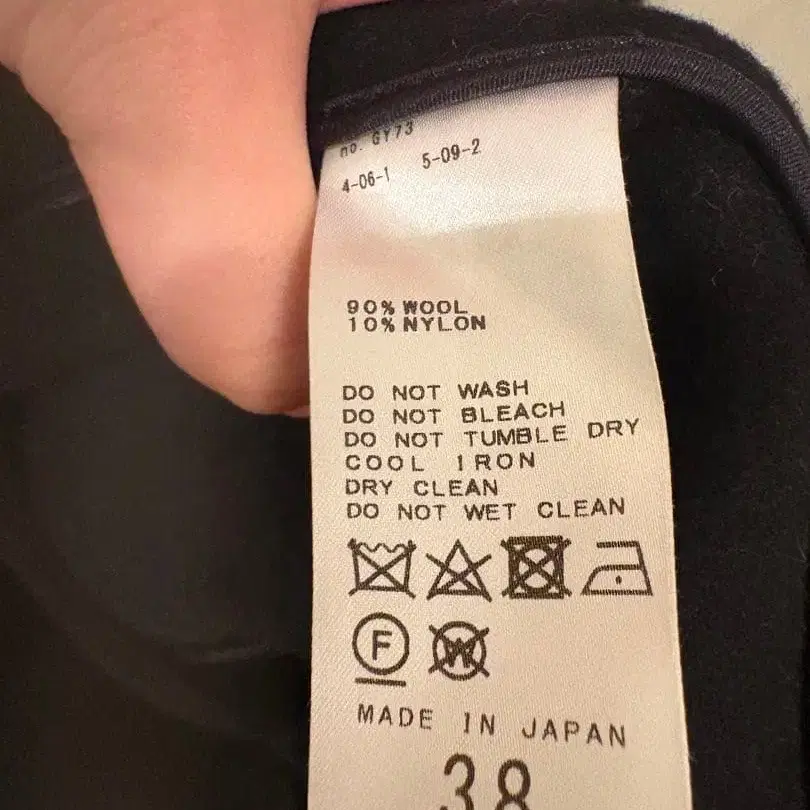 no. GY73
4-06-1 5-09-2
90% WOOL
10% NYLON
DO NOT WASH
DO NOT BLEACH
DO NOT TUMBLE DRY
COOL IRON
DRY CLEAN
DO NOT WET CLEAN
F W
MADE IN JAPAN
38